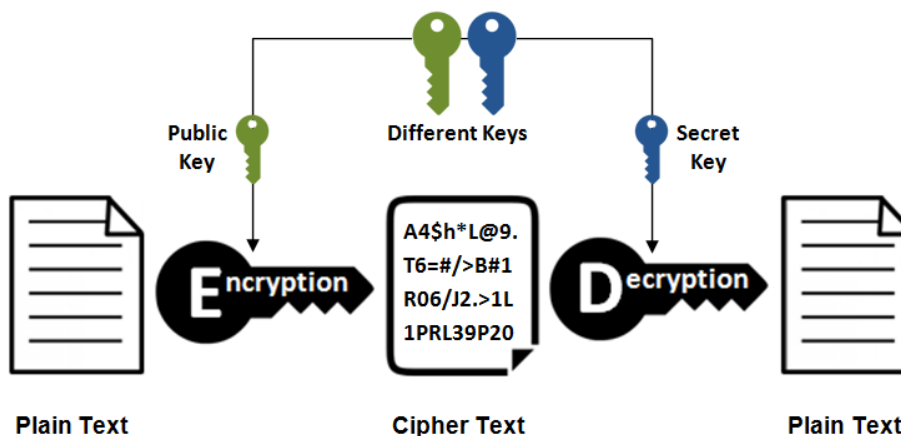 Public
Key
Different Keys
Secret
Key
Encryption
A4$h*L@9.
T6=#/>B#1
R06/J2.>1L
1PRL39P20
Decryption
Plain Text
Cipher Text
Plain Text